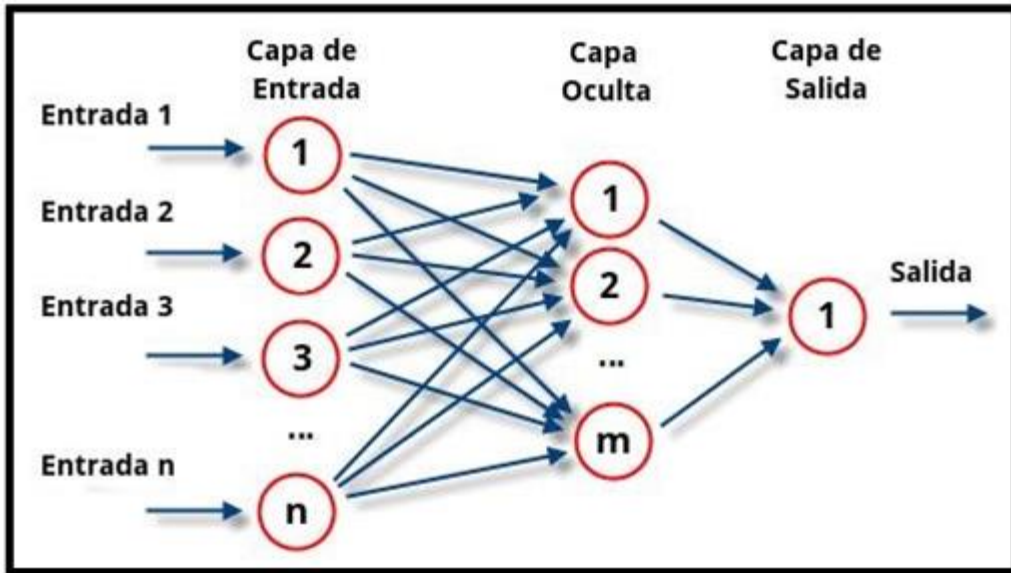 Capa de
Entrada
Capa
Oculta
Capa de
Salida
Entrada 1
Entrada 2
Entrada 3
Entrada n
1
2
3
...
n
1
2
...
m
1
Salida